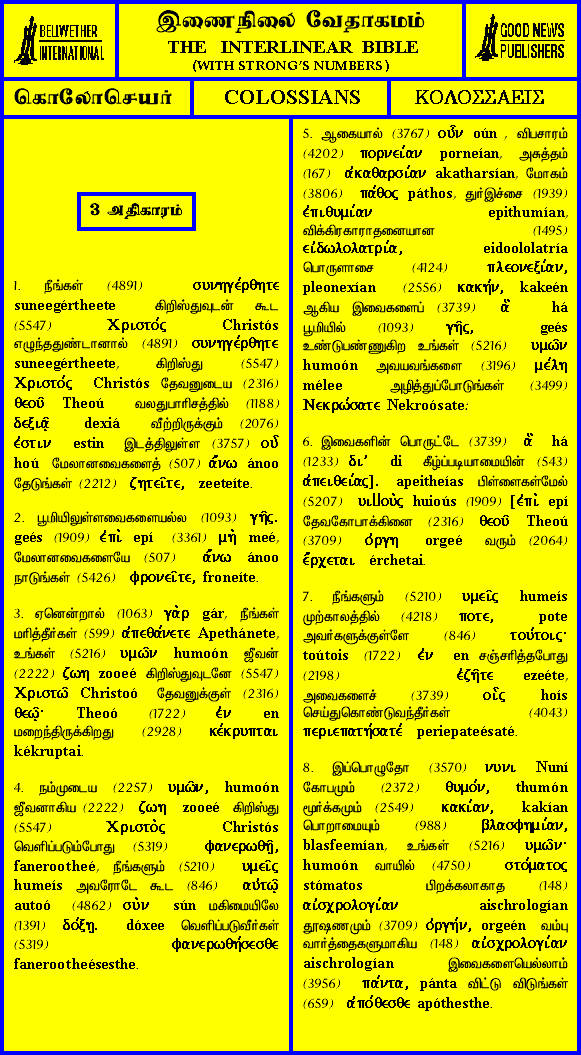 BELLWETHER
INTERNATIONAL
இணைநிலை வேதாகமம்
THE INTERLINEAR BIBLE
(WITH STRONG'S NUMBERS)
GOOD NEWS
PUBLISHERS
கொலோசெயர்
COLOSSIANS
ΚΟΛΟΣΣΑΕΙΣ
3 அதிகாரம்
1. நீங்கள் (4891) συνηγέρθητε
suneegértheete கிறிஸ்துவுடன் கூட
(5547) Χριστός Christós
எழுந்ததுண்டானால் (4891) συνηγέρθητε
suneegértheete, கிறிஸ்து (5547)
Χριστός Christós தேவனுடைய (2316)
θεοῦ Theoú வலதுபாரிசத்தில் (1188)
δεξιᾷ dexiá வீற்றிருக்கும் (2076)
έστιν estin இடத்திலுள்ள (3757) οὗ
hoú மேலானவைகளைத் (507) ἄνω ánoo
தேடுங்கள் (2212) ζητεῖτε, zeeteíte.
2. பூமியிலுள்ளவைகளையல்ல (1093) γῆς.
geés (1909) ἐπὶ epí (3361) μὴ meé,
மேலானவைகளையே (507) ἄνω ánoo
நாடுங்கள் (5426) φρονεῖτε, froneíte.
3. ஏனென்றால் (1063) γὰρ gár, நீங்கள்
மரித்தீர்கள் (599) ἀπεθάνετε Apethánete,
உங்கள் (5216) υμῶν humoón ஜீவன்
(2222) ζωη zooeé கிறிஸ்துவுடனே (5547)
Χριστῶ Christoó தேவனுக்குள் (2316)
θεῷ· Theoó (1722) ἐν en
மறைந்திருக்கிறது (2928) κέκρυπται
kékruptai.
4. நம்முடைய (2257) υμῶν, humoón
ஜீவனாகிய (2222) ζωη zooeé கிறிஸ்து
(5547) Χριστὸς Christós
வெளிப்படும்போது (5319) φανερωθῆ,
fanerootheé, நீங்களும் (5210) υμεῖς
humeís அவரோடே கூட (846) αὐτῷ
autoó (4862) σὺν sún மகிமையிலே
(1391) δόξῃ. dóxee வெளிப்படுவீர்கள்
(5319) φανερωθήσεσθε
fanerootheésesthe.
5. ஆகையால் (3767) οὖν oún , விபசாரம்
(4202) πορνείαν porneían, அசுத்தம்
(167) ἀκαθαρσίαν akatharsían, மோகம்
(3806) πάθος páthos, துர்இச்சை (1939)
ἐπιθυμίαν epithumían,
விக்கிரகாராதனையான (1495)
εἰδωλολατρία, eidoololatría
பொருளாசை (4124) πλεονεξίαν,
pleonexían (2556) κακήν, kakeén
ஆகிய இவைகளைப் (3739) ἃ há
பூமியில் (1093) γῆς, geés
உண்டுபண்ணுகிற உங்கள் (5216) υμῶν
humoón அவயவங்களை (3196) μέλη
mélee அழித்துப்போடுங்கள் (3499)
Νεκρώσατε Nekroósate:
6. இவைகளின் பொருட்டே (3739) ἃ há
(1233) δι' di கீழ்ப்படியாமையின் (543)
ἀπειθείας]. apeitheías பிள்ளைகள்மேல்
(5207) υιλοὺς huioús (1909) [ἐπὶ epí
தேவகோபாக்கினை (2316) θεοῦ Theoú
(3709) ὀργη orgeé வரும் (2064)
ἔρχεται érchetai.
7. நீங்களும் (5210) υμεῖς humeís
முற்காலத்தில் (4218) ποτε, pote
அவர்களுக்குள்ளே (846) τούτοις·
toútois (1722) ἐν en சஞ்சரித்தபோது
(2198) ἐζῆτε ezeéte,
அவைகளைச் (3739) οἷς hois
செய்துகொண்டுவந்தீர்கள் (4043)
περιεπατήσατέ periepateésaté.
8. இப்பொழுதோ (3570) νυνι Nuní
கோபமும் (2372) θυμόν, thumón
மூர்க்கமும் (2549) κακίαν, kakían
பொறாமையும் (988) βλασφημίαν,
blasfeemían, உங்கள் (5216) υμῶν·
humoón வாயில் (4750) στόματος
stómatos பிறக்கலாகாத (148)
αἰσχρολογίαν aischrologían
தூஷணமும் (3709) ὀργήν, orgeén வம்பு
வார்த்தைகளுமாகிய (148) αἰσχρολογίαν
aischrologían இவைகளையெல்லாம்
(3956) πάντα, pánta விட்டு விடுங்கள்
(659) ἀπόθεσθε apóthesthe.